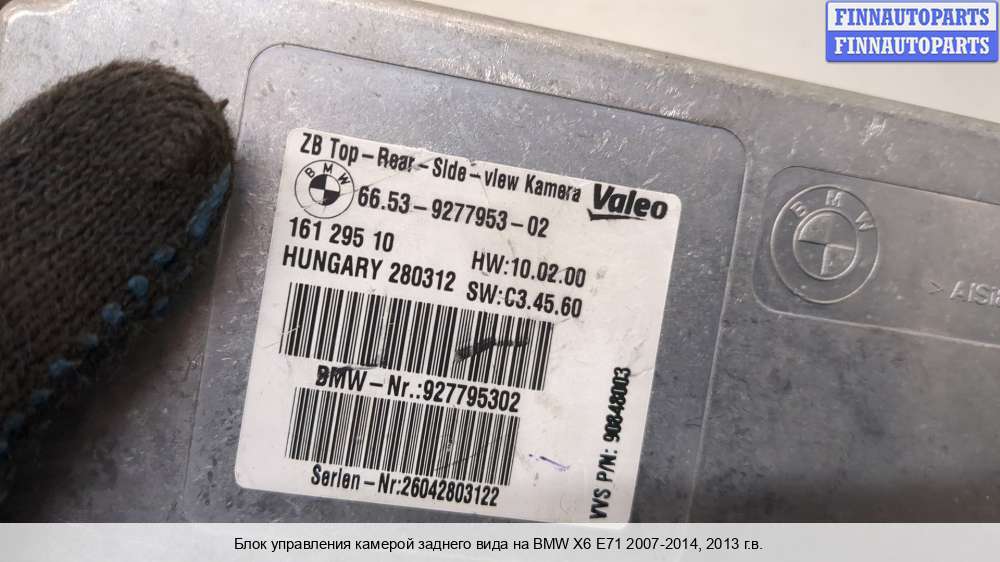 FINNAUTOPARTS
FINNAUTOPARTS
ZB Top-Rear-Side-view Kamera
BMW
66.53-9277953-02
Valeo
161 295 10
HW:10.02.00
HUNGARY 280312
SW:C3.45.60
BMW-Nr.:927795302
Serien-Nr:26042803122
VVS P/N: 90848003
BMW
Блок управления камерой заднего вида на BMW X6 E71 2007-2014, 2013 г.в.